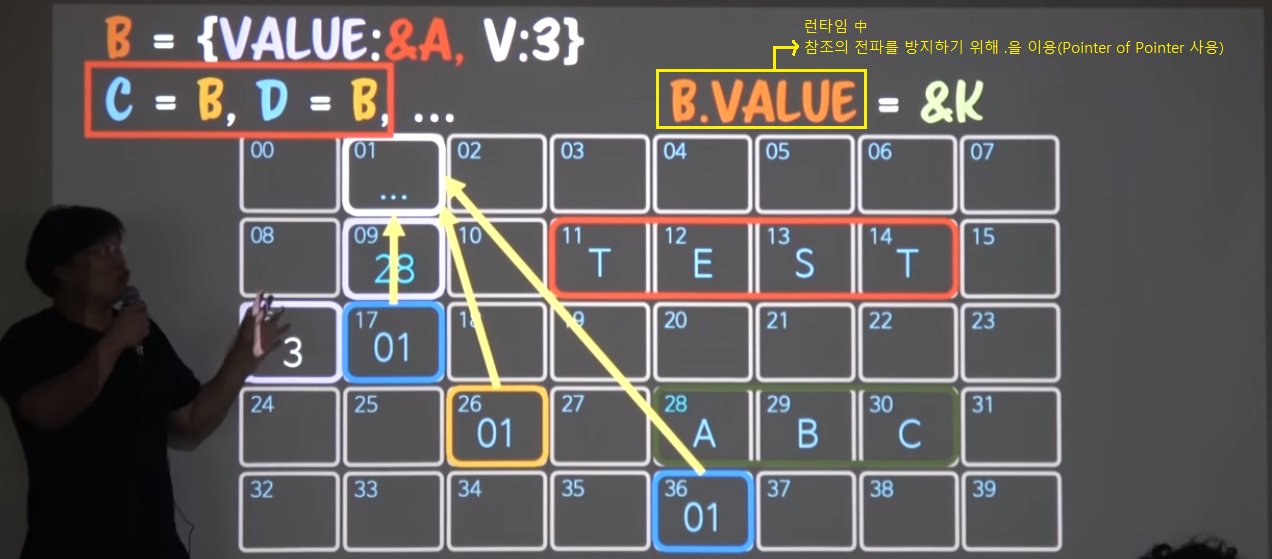 런타임 中
참조의 전파를 방지하기 위해 .을 이용(Pointer of Pointer 사용)
B = {VALUE:&A, V:3}
C = B, D = B, ...
B.VALUE = &K
00 01 02 03 04 05 06 07
...
08 09 10 11 12 13 14 15
28 T E S T
17 18 19 20 21 22 23
3 01
24 25 26 27 28 29 30 31
01 A B C
32 33 34 35 36 37 38 39
01